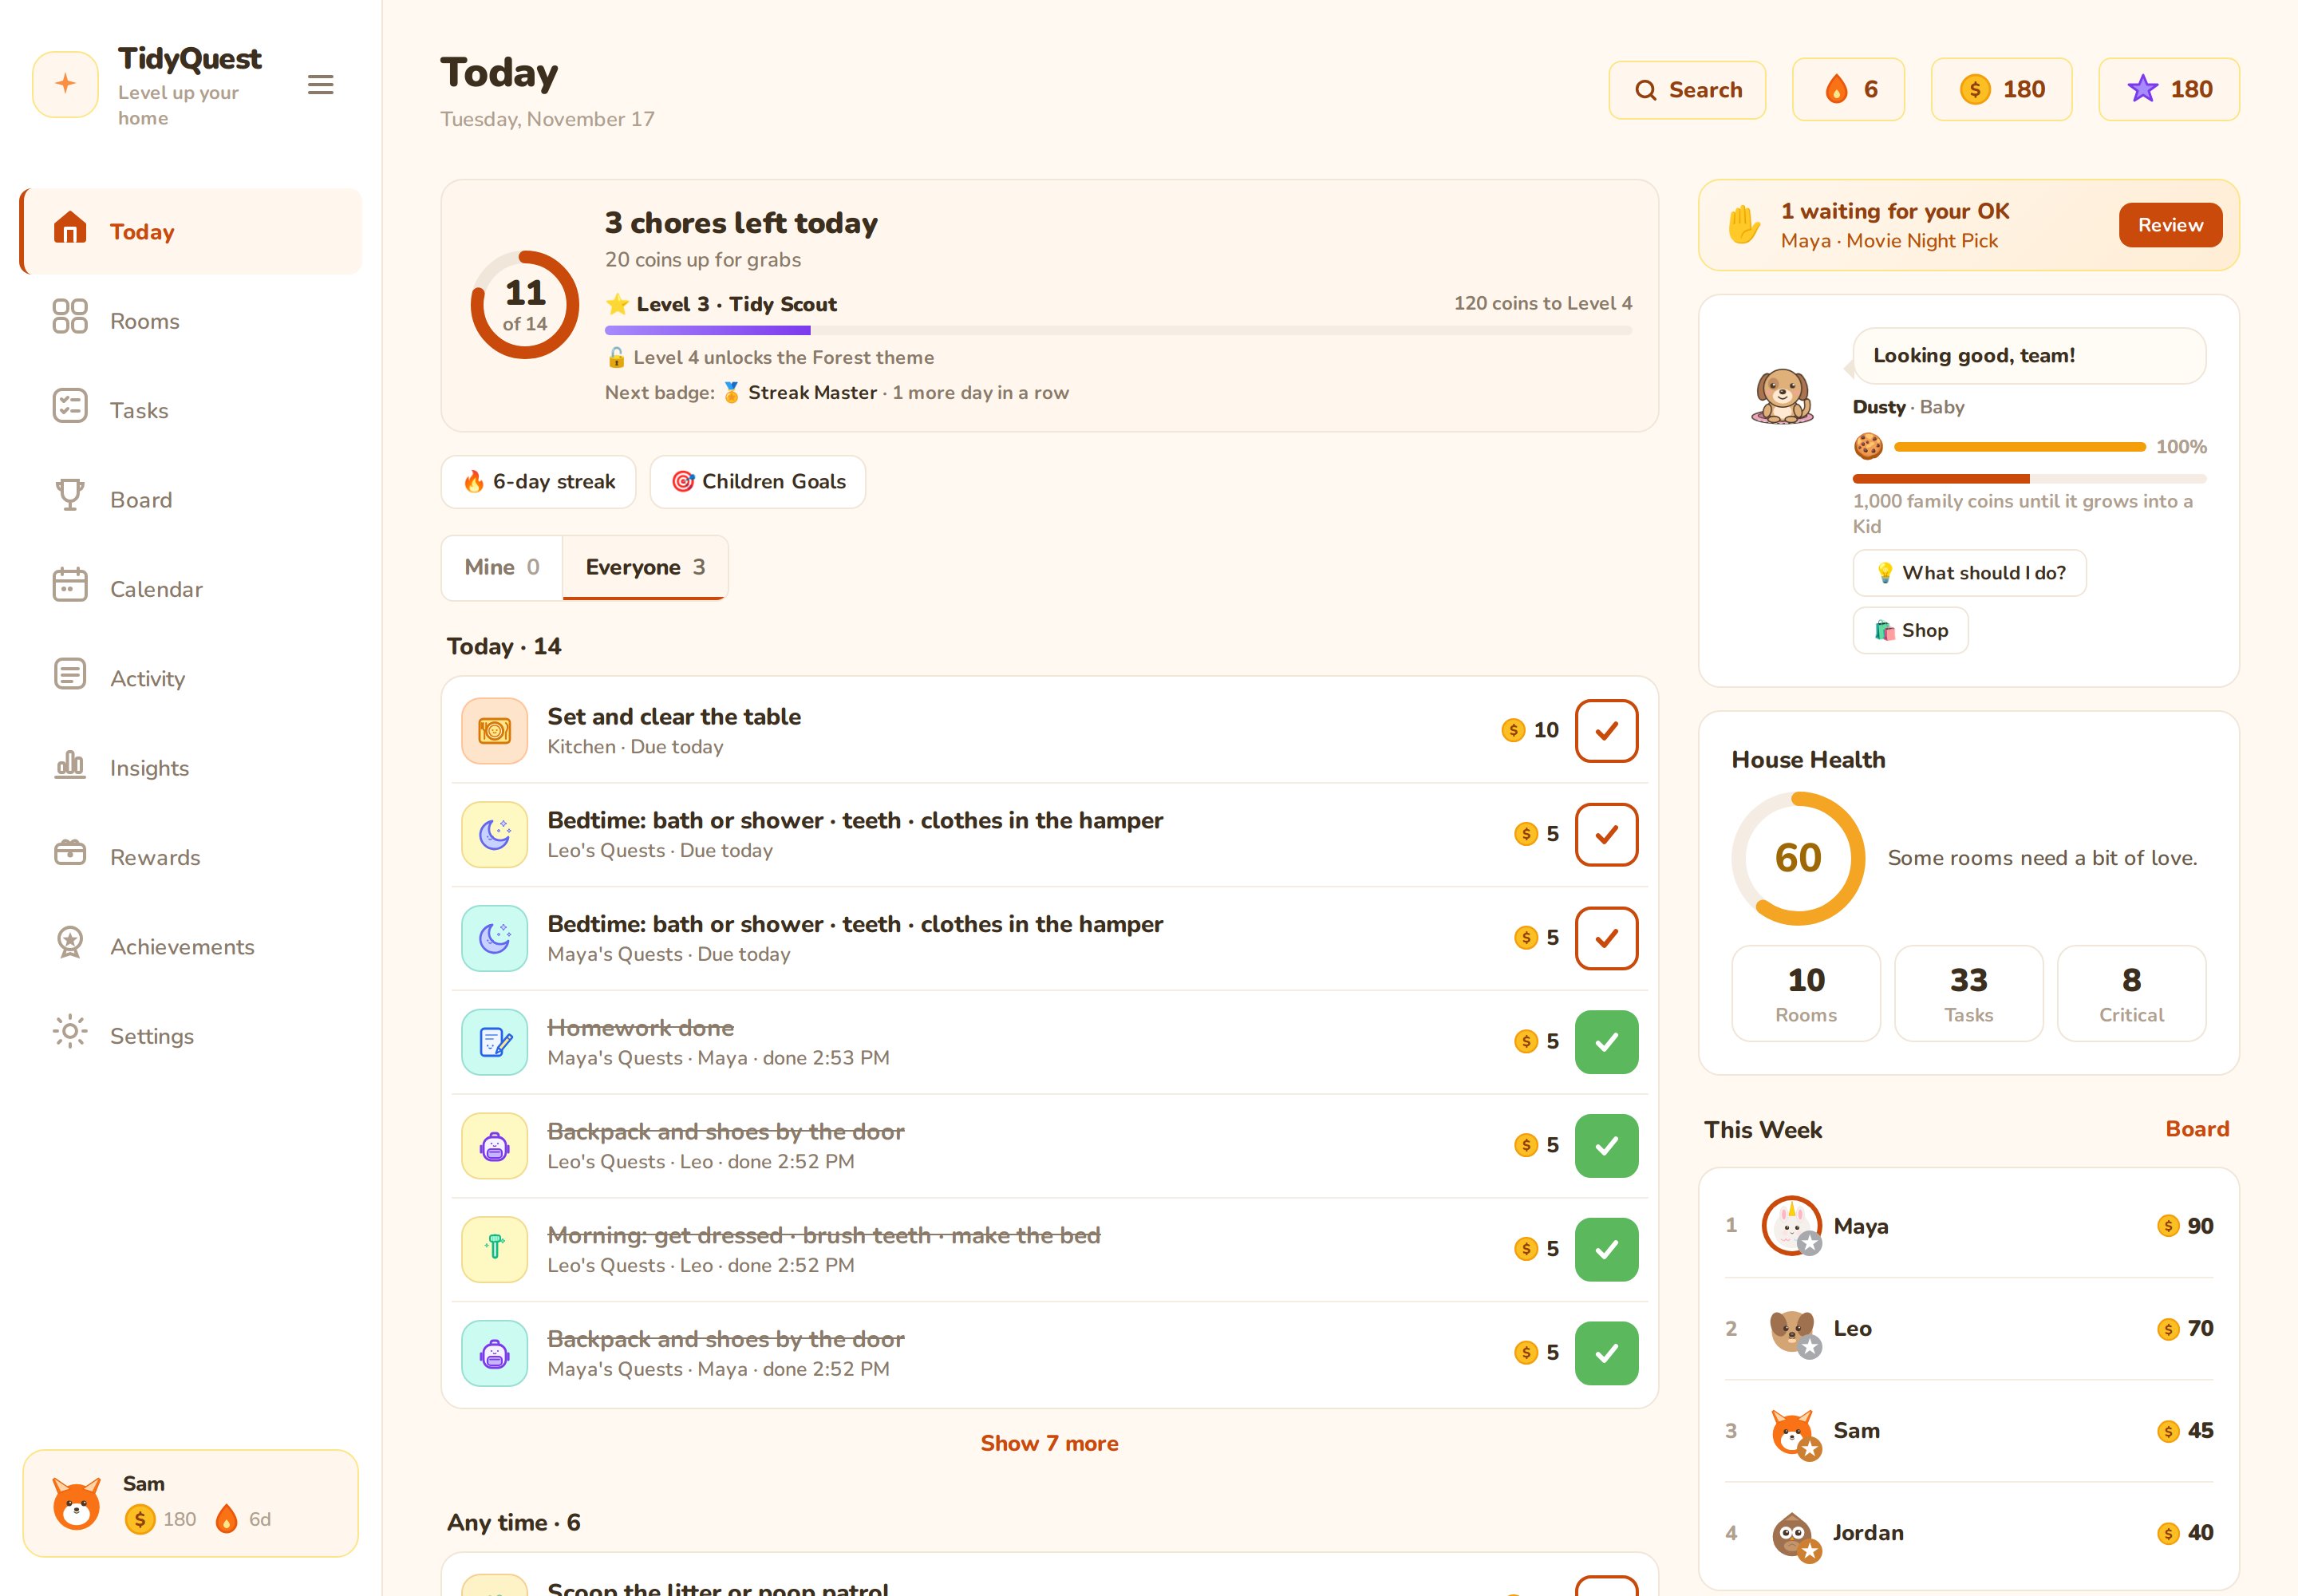 TidyQuest
Level up your
home
Today
Rooms
Tasks
Board
Calendar
Activity
Insights
Rewards
Achievements
Settings
Sam
180 6d
Today
Tuesday, November 17
Search
6
180
180
11
of 14
3 chores left today
20 coins up for grabs
Level 3 · Tidy Scout
120 coins to Level 4
Level 4 unlocks the Forest theme
Next badge: Streak Master · 1 more day in a row
6-day streak
Children Goals
Mine 0
Everyone 3
Today · 14
Set and clear the table
Kitchen · Due today
10
Bedtime: bath or shower · teeth · clothes in the hamper
Leo's Quests · Due today
5
Bedtime: bath or shower · teeth · clothes in the hamper
Maya's Quests · Due today
5
Homework done
Maya's Quests · Maya · done 2:53 PM
5
Backpack and shoes by the door
Leo's Quests · Leo · done 2:52 PM
5
Morning: get dressed · brush teeth · make the bed
Leo's Quests · Leo · done 2:52 PM
5
Backpack and shoes by the door
Maya's Quests · Maya · done 2:52 PM
5
Show 7 more
Any time · 6
Scoop the litter or poop patrol
1 waiting for your OK
Maya · Movie Night Pick
Review
Looking good, team!
Dusty · Baby
100%
1,000 family coins until it grows into a
Kid
What should I do?
Shop
House Health
60
Some rooms need a bit of love.
10
Rooms
33
Tasks
8
Critical
This Week
Board
1 Maya 90
2 Leo 70
3 Sam 45
4 Jordan 40